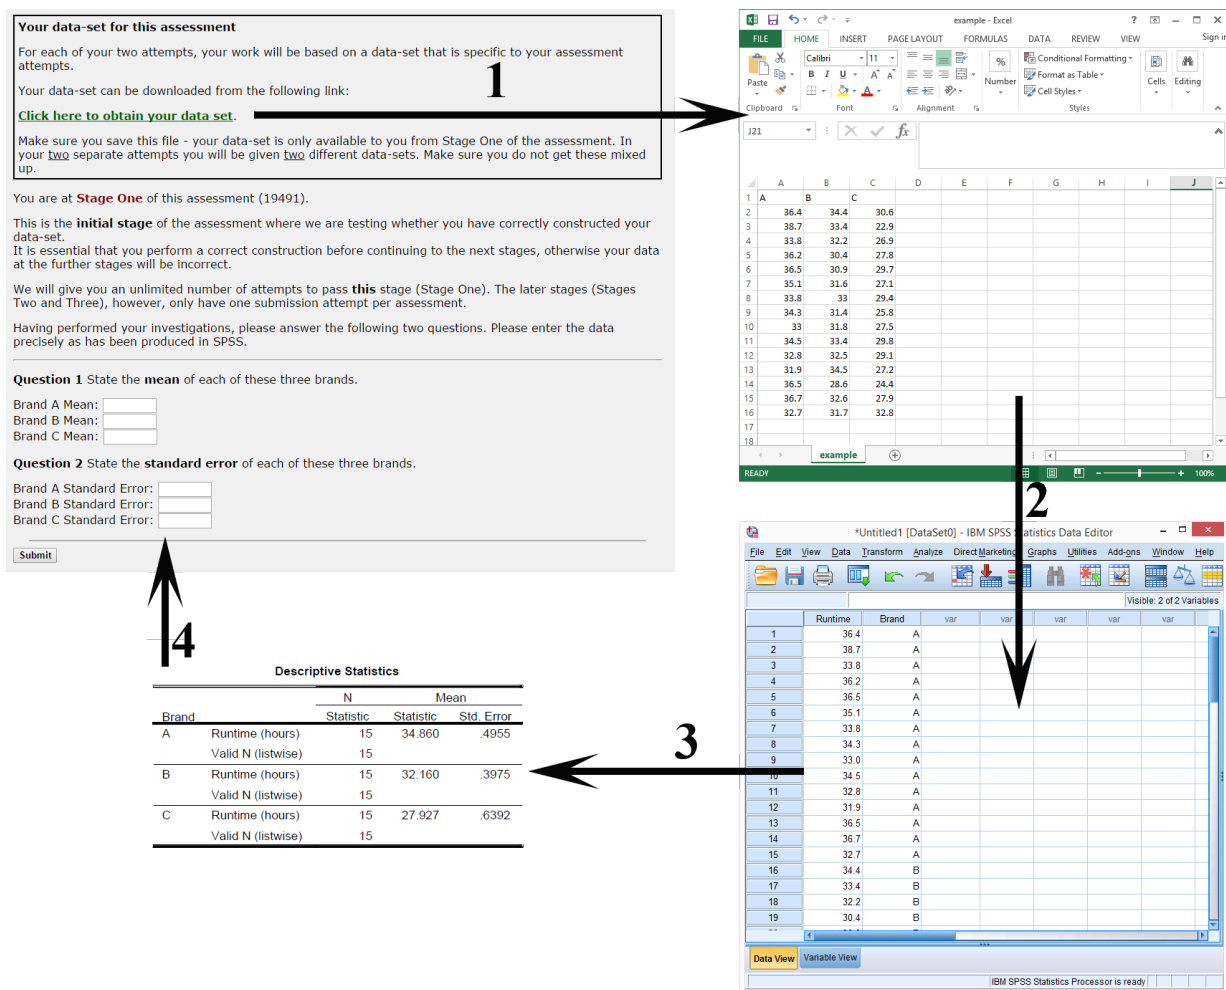 Your data-set for this assessment
For each of your two attempts, your work will be based on a data-set that is specific to your assessment
attempts.
Your data-set can be downloaded from the following link:
Click here to obtain your data set.
Make sure you save this file - your data-set is only available to you from Stage One of the assessment. In
your two separate attempts you will be given two different data-sets. Make sure you do not get these mixed
up.
You are at Stage One of this assessment (19491).
This is the initial stage of the assessment where we are testing whether you have correctly constructed your
data-set.
It is essential that you perform a correct construction before continuing to the next stages, otherwise your data
at the further stages will be incorrect.
We will give you an unlimited number of attempts to pass this stage (Stage One). The later stages (Stages
Two and Three), however, only have one submission attempt per assessment.
Having performed your investigations, please answer the following two questions. Please enter the data
precisely as has been produced in SPSS.
Question 1 State the mean of each of these three brands.
Brand A Mean:
Brand B Mean:
Brand C Mean:
Question 2 State the standard error of each of these three brands.
Brand A Standard Error:
Brand B Standard Error:
Brand C Standard Error:
Submit
1
example - Excel
FILE HOME INSERT PAGE LAYOUT FORMULAS DATA REVIEW VIEW Sign in
Calibri 11
Paste B I U A A % Number
Conditional Formatting
Format as Table
Cell Styles
Cells Editing
Clipboard Font Alignment Styles
J21 fx
A B C D E F G H I J
1 A B C
2 36.4 34.4 30.6
3 38.7 33.4 22.9
4 33.8 32.2 26.9
5 36.2 30.4 27.8
6 36.5 30.9 29.7
7 35.1 31.6 27.1
8 33.8 33 29.4
9 34.3 31.4 25.8
10 33 31.8 27.5
11 34.5 33.4 29.8
12 32.8 32.5 29.1
13 31.9 34.5 27.2
14 36.5 28.6 24.4
15 36.7 32.6 27.9
16 32.7 31.7 32.8
17
18
example
READY 100%
2
*Untitled1 [DataSet0] - IBM SPSS Statistics Data Editor
File Edit View Data Transform Analyze Direct Marketing Graphs Utilities Add-ons Window Help
Visible: 2 of 2 Variables
Runtime Brand var var var var var
1 36.4 A
2 38.7 A
3 33.8 A
4 36.2 A
5 36.5 A
6 35.1 A
7 33.8 A
8 34.3 A
9 33.0 A
10 34.5 A
11 32.8 A
12 31.9 A
13 36.5 A
14 36.7 A
15 32.7 A
16 34.4 B
17 33.4 B
18 32.2 B
19 30.4 B
Data View Variable View
IBM SPSS Statistics Processor is ready
3
4
Descriptive Statistics
N Mean
Brand Statistic Statistic Std. Error
A Runtime (hours) 15 34.860 .4955
Valid N (listwise) 15
B Runtime (hours) 15 32.160 .3975
Valid N (listwise) 15
C Runtime (hours) 15 27.927 .6392
Valid N (listwise) 15